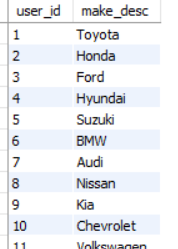 user_id make_desc
1 Toyota
2 Honda
3 Ford
4 Hyundai
5 Suzuki
6 BMW
7 Audi
8 Nissan
9 Kia
10 Chevrolet
11 Volkswagen